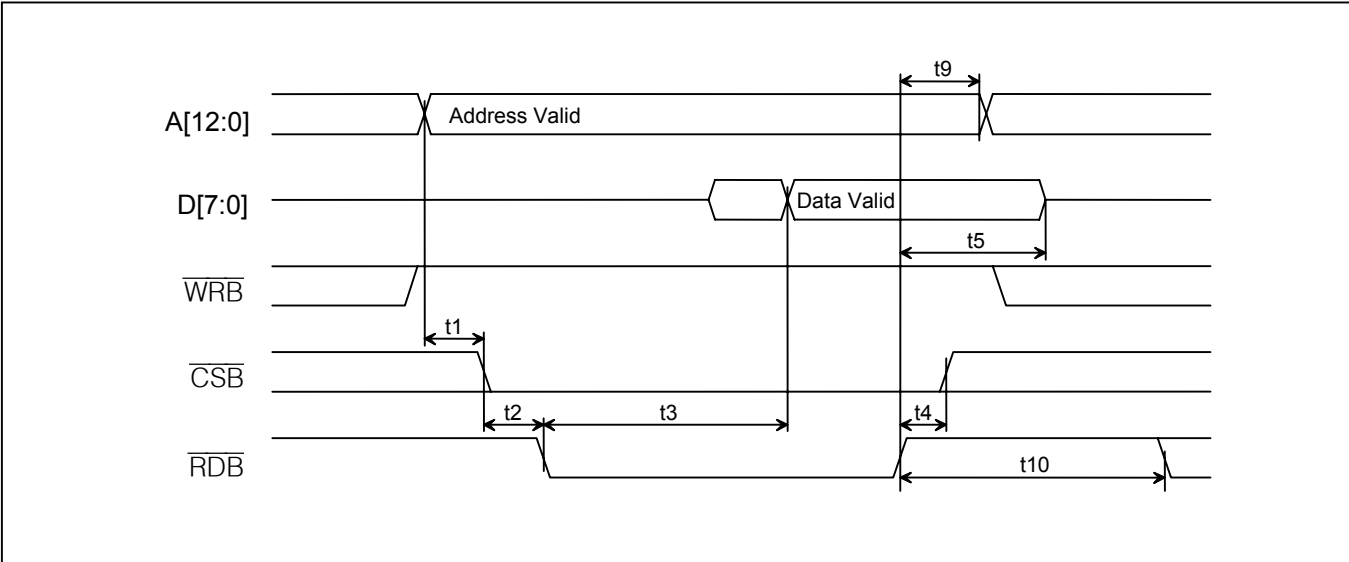 t9
A[12:0]
Address Valid
D[7:0]
Data Valid
t5
WRB
t1
CSB
t2
t3
t4
RDB
t10